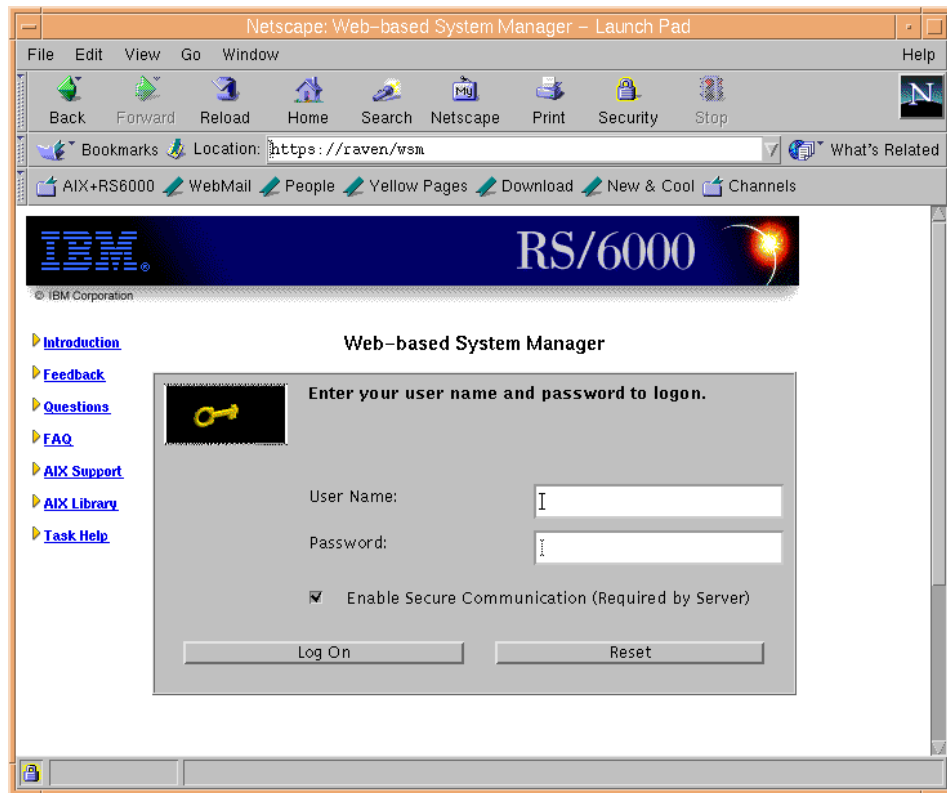 Netscape: Web-based System Manager - Launch Pad
File Edit View Go Window Help
Back Forward Reload Home Search Netscape Print Security Stop
My
N
Bookmarks Location: https://raven/wsm What's Related
AIX+RS6000 WebMail People Yellow Pages Download New & Cool Channels
IBM® RS/6000
© IBM Corporation
Web-based System Manager
Introduction
Feedback
Questions
FAQ
AIX Support
AIX Library
Task Help
Enter your user name and password to logon.
User Name:
Password:
Enable Secure Communication (Required by Server)
Log On Reset